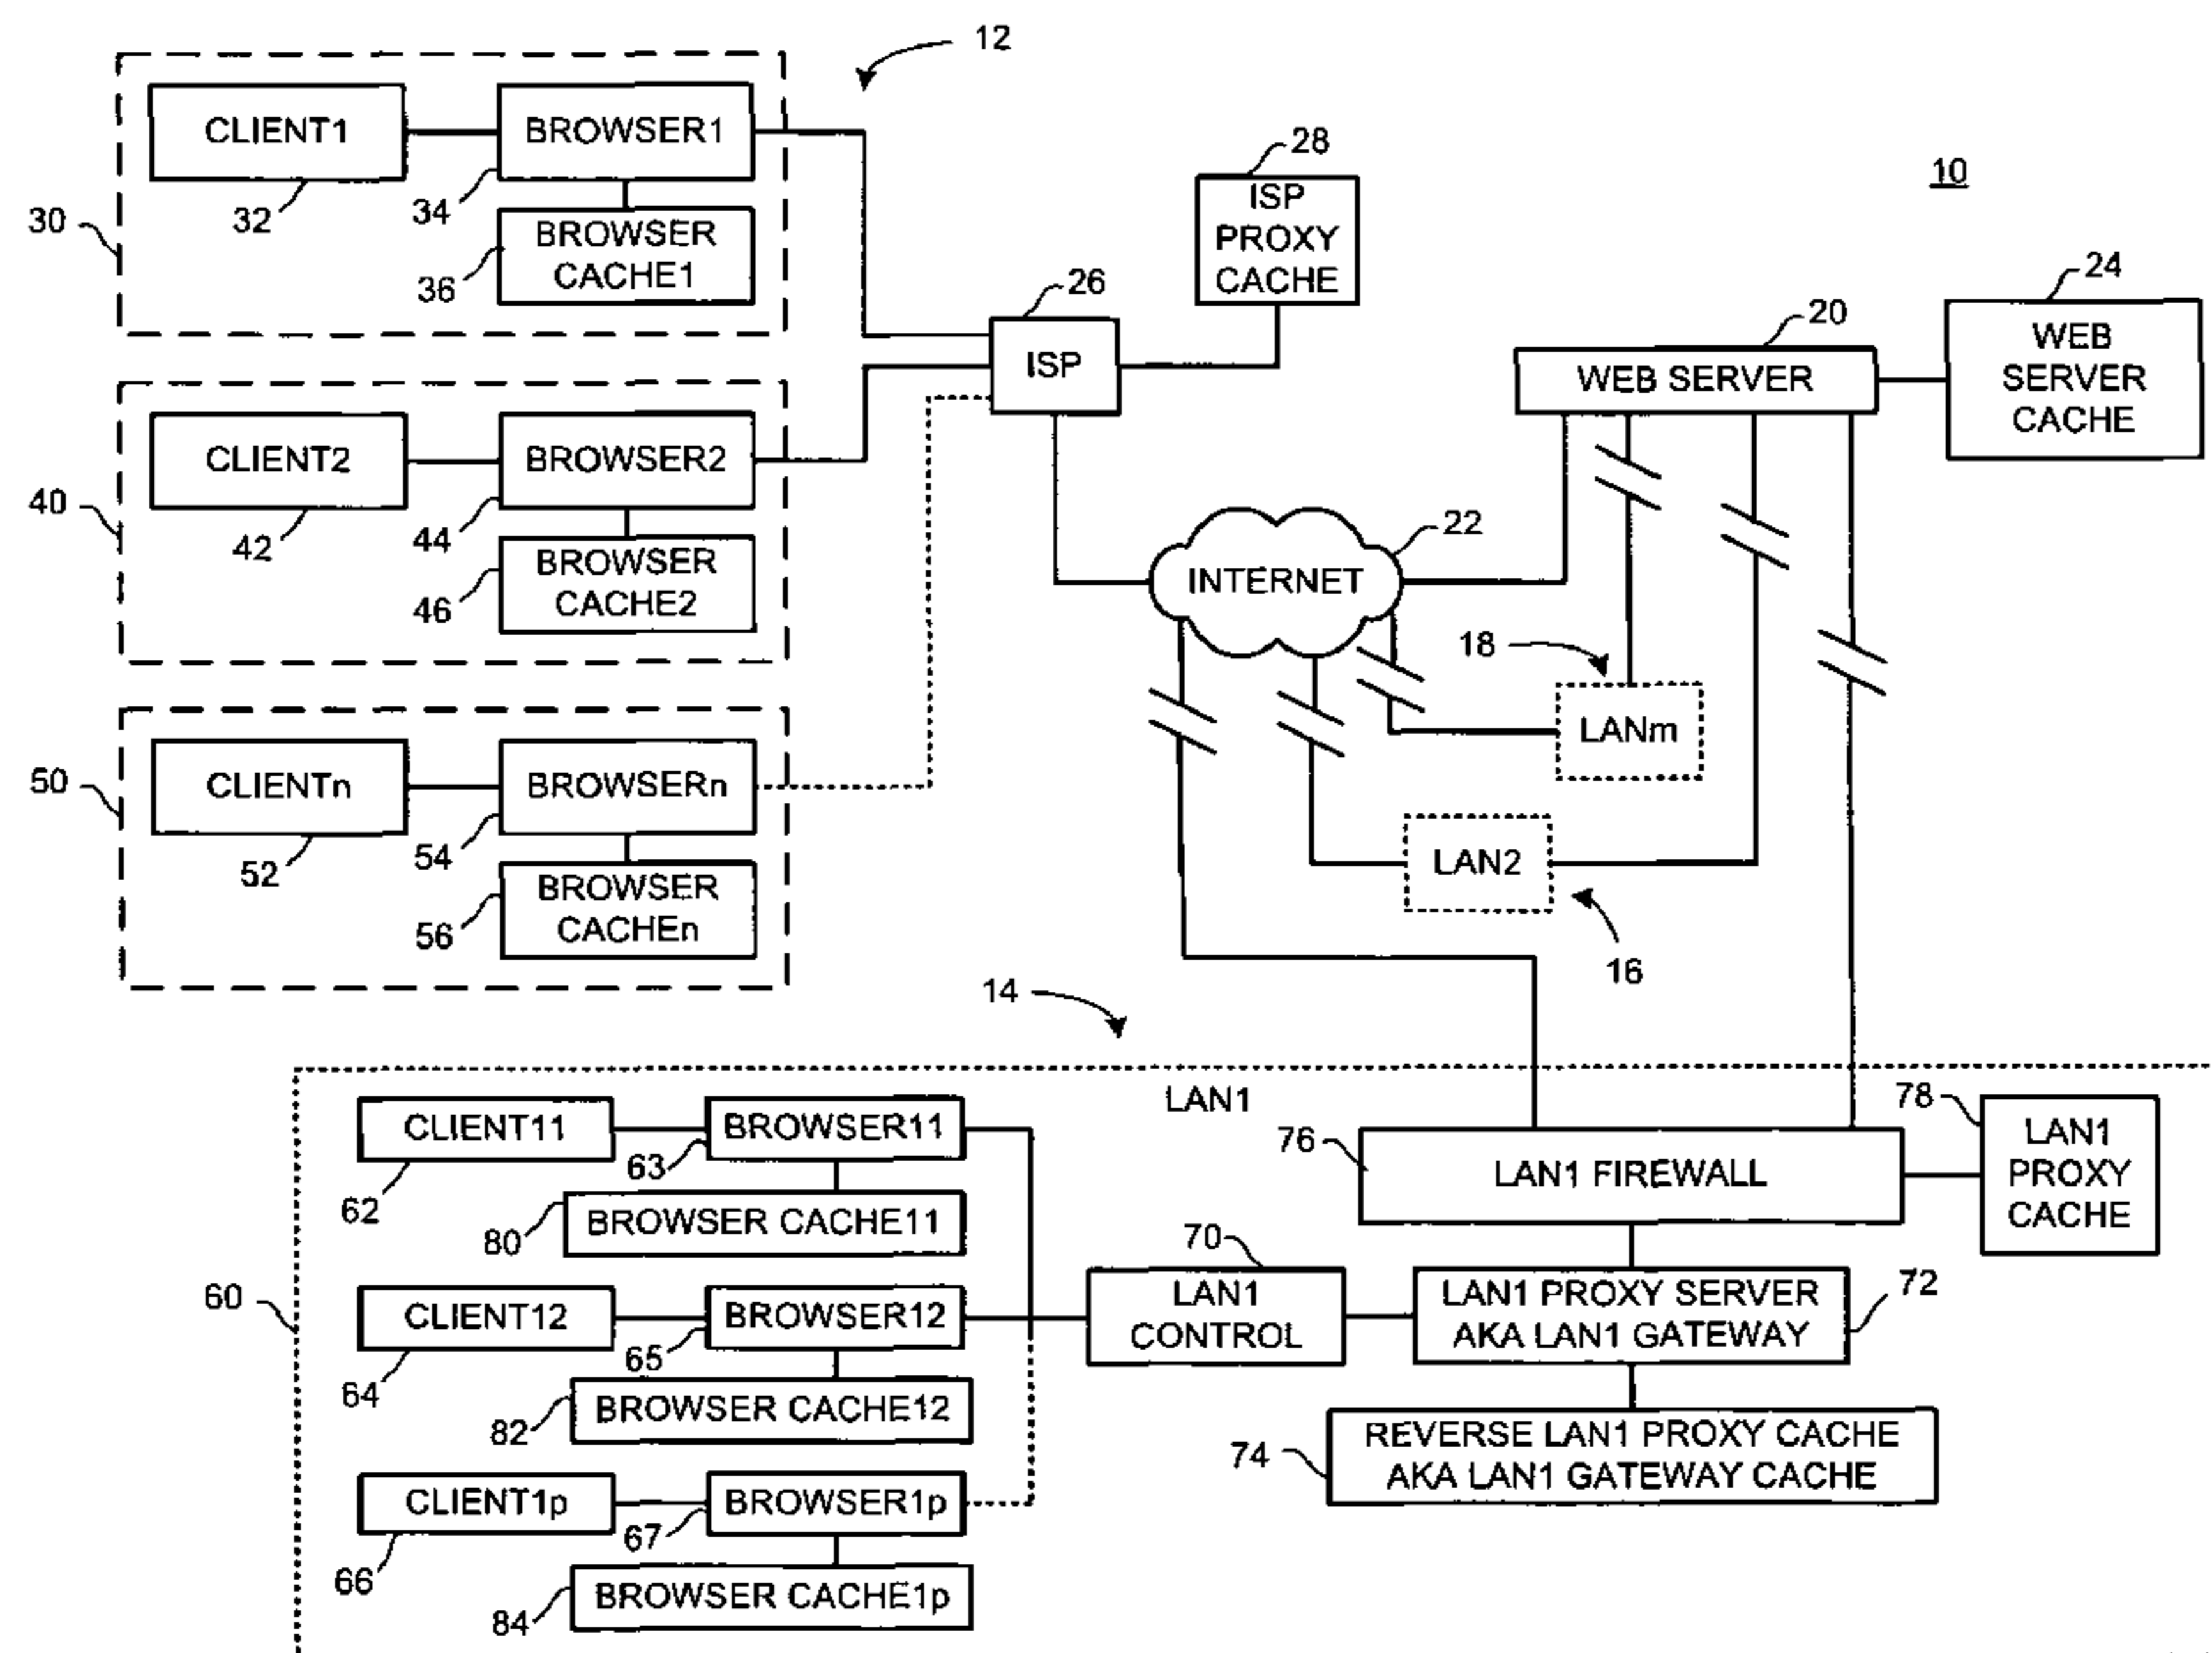 12
CLIENT1
BROWSER1
32
34
BROWSER
CACHE1
36
30
28
ISP
PROXY
CACHE
10
26
ISP
20
WEB SERVER
24
WEB
SERVER
CACHE
CLIENT2
BROWSER2
40
42
44
BROWSER
CACHE2
46
22
INTERNET
18
LANm
CLIENTn
BROWSERn
50
52
54
BROWSER
CACHEn
56
LAN2
16
14
LAN1
CLIENT11
BROWSER11
62
63
80
BROWSER CACHE11
76
LAN1 FIREWALL
78
LAN1
PROXY
CACHE
60
CLIENT12
BROWSER12
64
65
82
BROWSER CACHE12
70
LAN1
CONTROL
LAN1 PROXY SERVER
AKA LAN1 GATEWAY
72
74
REVERSE LAN1 PROXY CACHE
AKA LAN1 GATEWAY CACHE
CLIENT1p
BROWSER1p
66
67
84
BROWSER CACHE1p